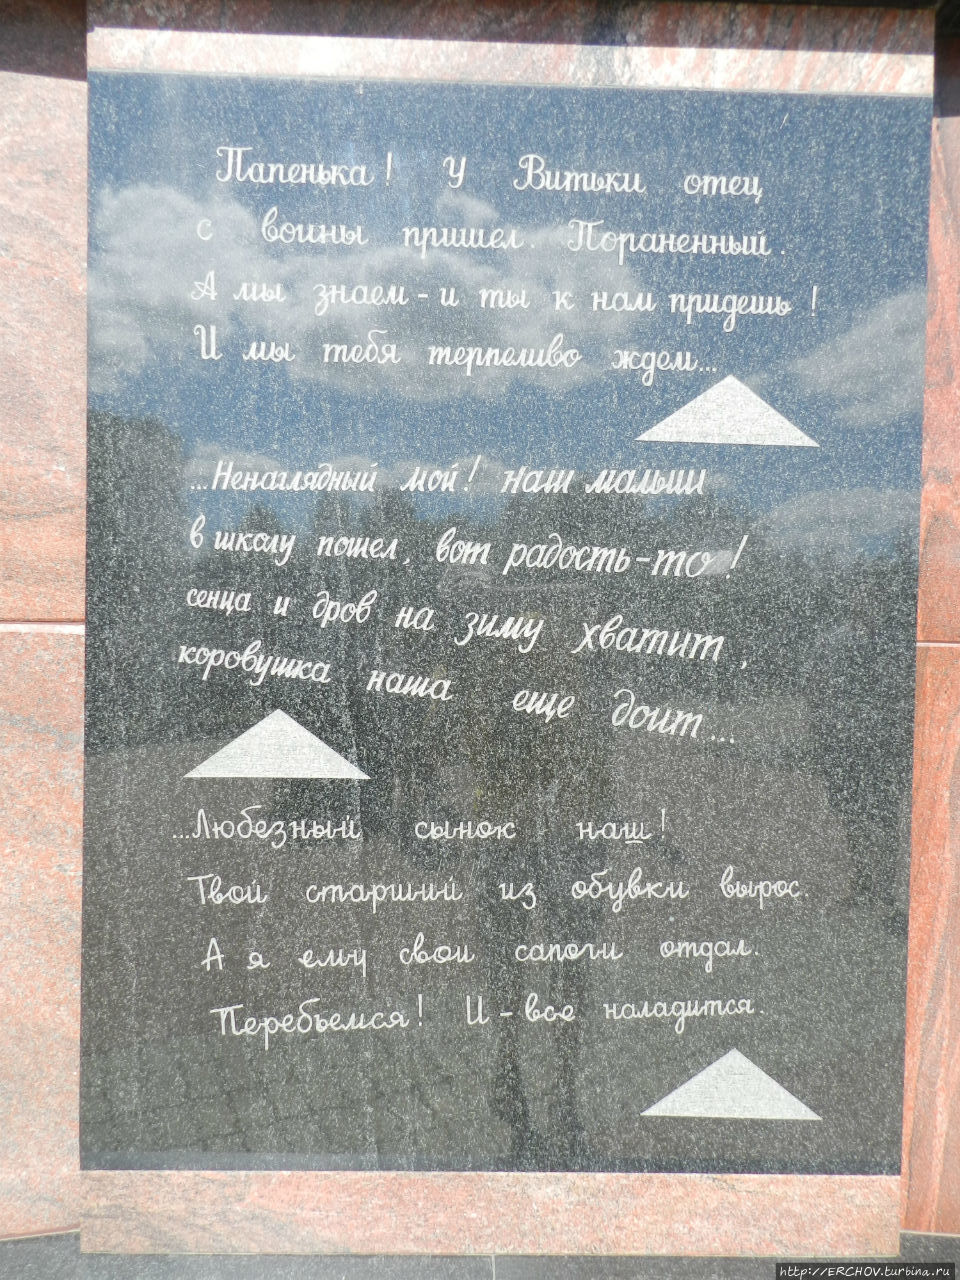 Папенька! У Витьки отец
с воины пришел. Пораненный.
А мы знаем - и ты к нам придешь!
И мы тебя терпеливо ждем...
...Ненаглядный мой! наш малыш
в школу пошел, вот радость-то!
сенца и дров на зиму хватит,
коровушка наша еще доит...
...Любезный сынок наш!
Твой старший из обувки вырос.
А я ему свои сапоги отдал.
Перебьемся! И - все наладится.
http://ERCHOV.turbina.ru